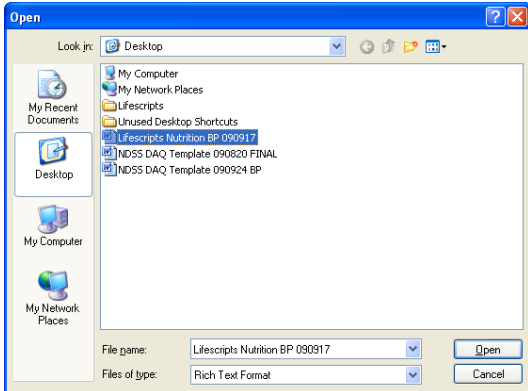 Open
Look in:
Desktop
My Recent
Documents
Desktop
My Computer
My Network
Places
My Computer
My Network Places
Lifescripts
Unused Desktop Shortcuts
Lifescripts Nutrition BP 090917
NDSS DAQ Template 090820 FINAL
NDSS DAQ Template 090924 BP
File name:
Lifescripts Nutrition BP 090917
Open
Files of type:
Rich Text Format
Cancel